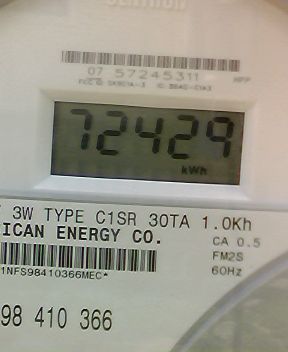 07 57245311
72429
kWh
3W TYPE C1SR 30TA 1.0Kh
ICAN ENERGY CO.
CA 0.5
FM2S
60Hz
1NFS98410366MEC*
98 410 366